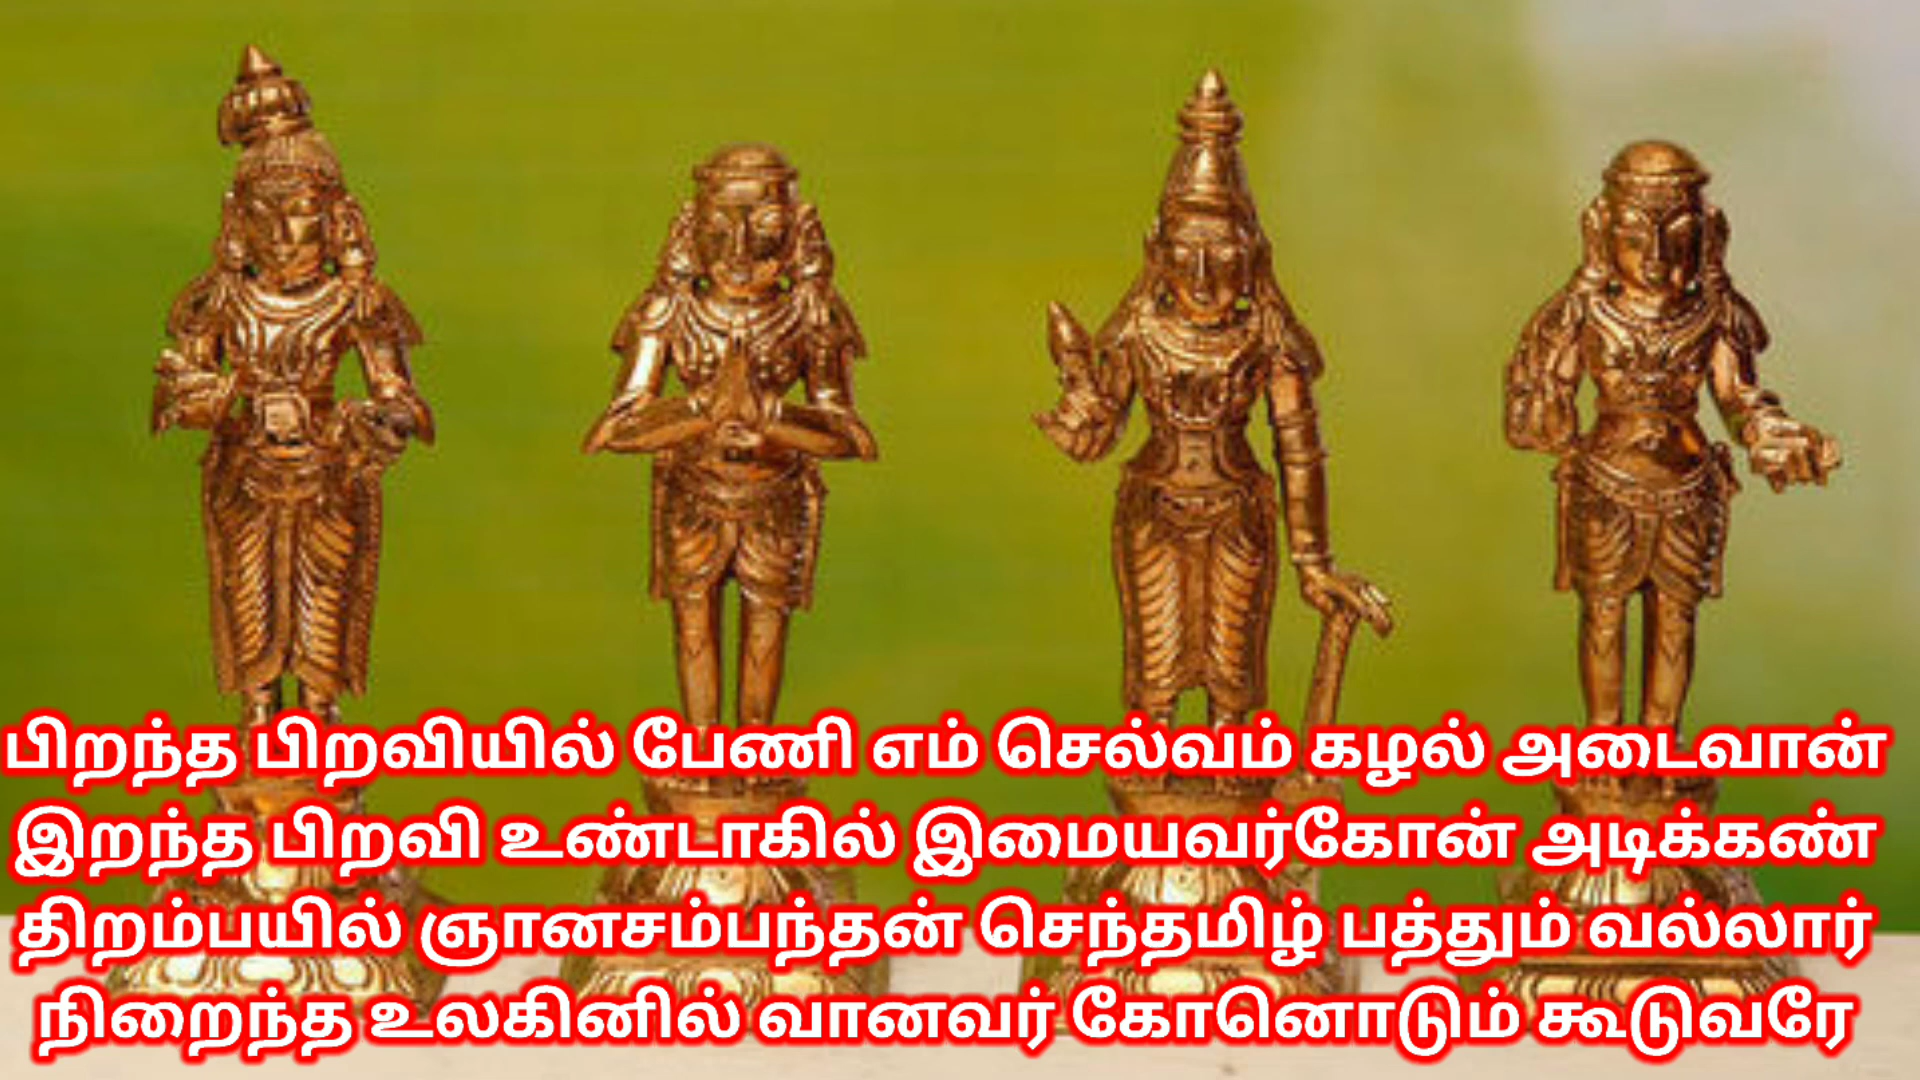 பிறந்த பிறவியில் பேணி எம் செல்வம் கழல் அடைவான்
இறந்த பிறவி உண்டாகில் இமையவர்கோன் அடிக்கண்
திறம்பயில் ஞானசம்பந்தன் செந்தமிழ் பத்தும் வல்லார்
நிறைந்த உலகினில் வானவர் கோனொடும் கூடுவரே